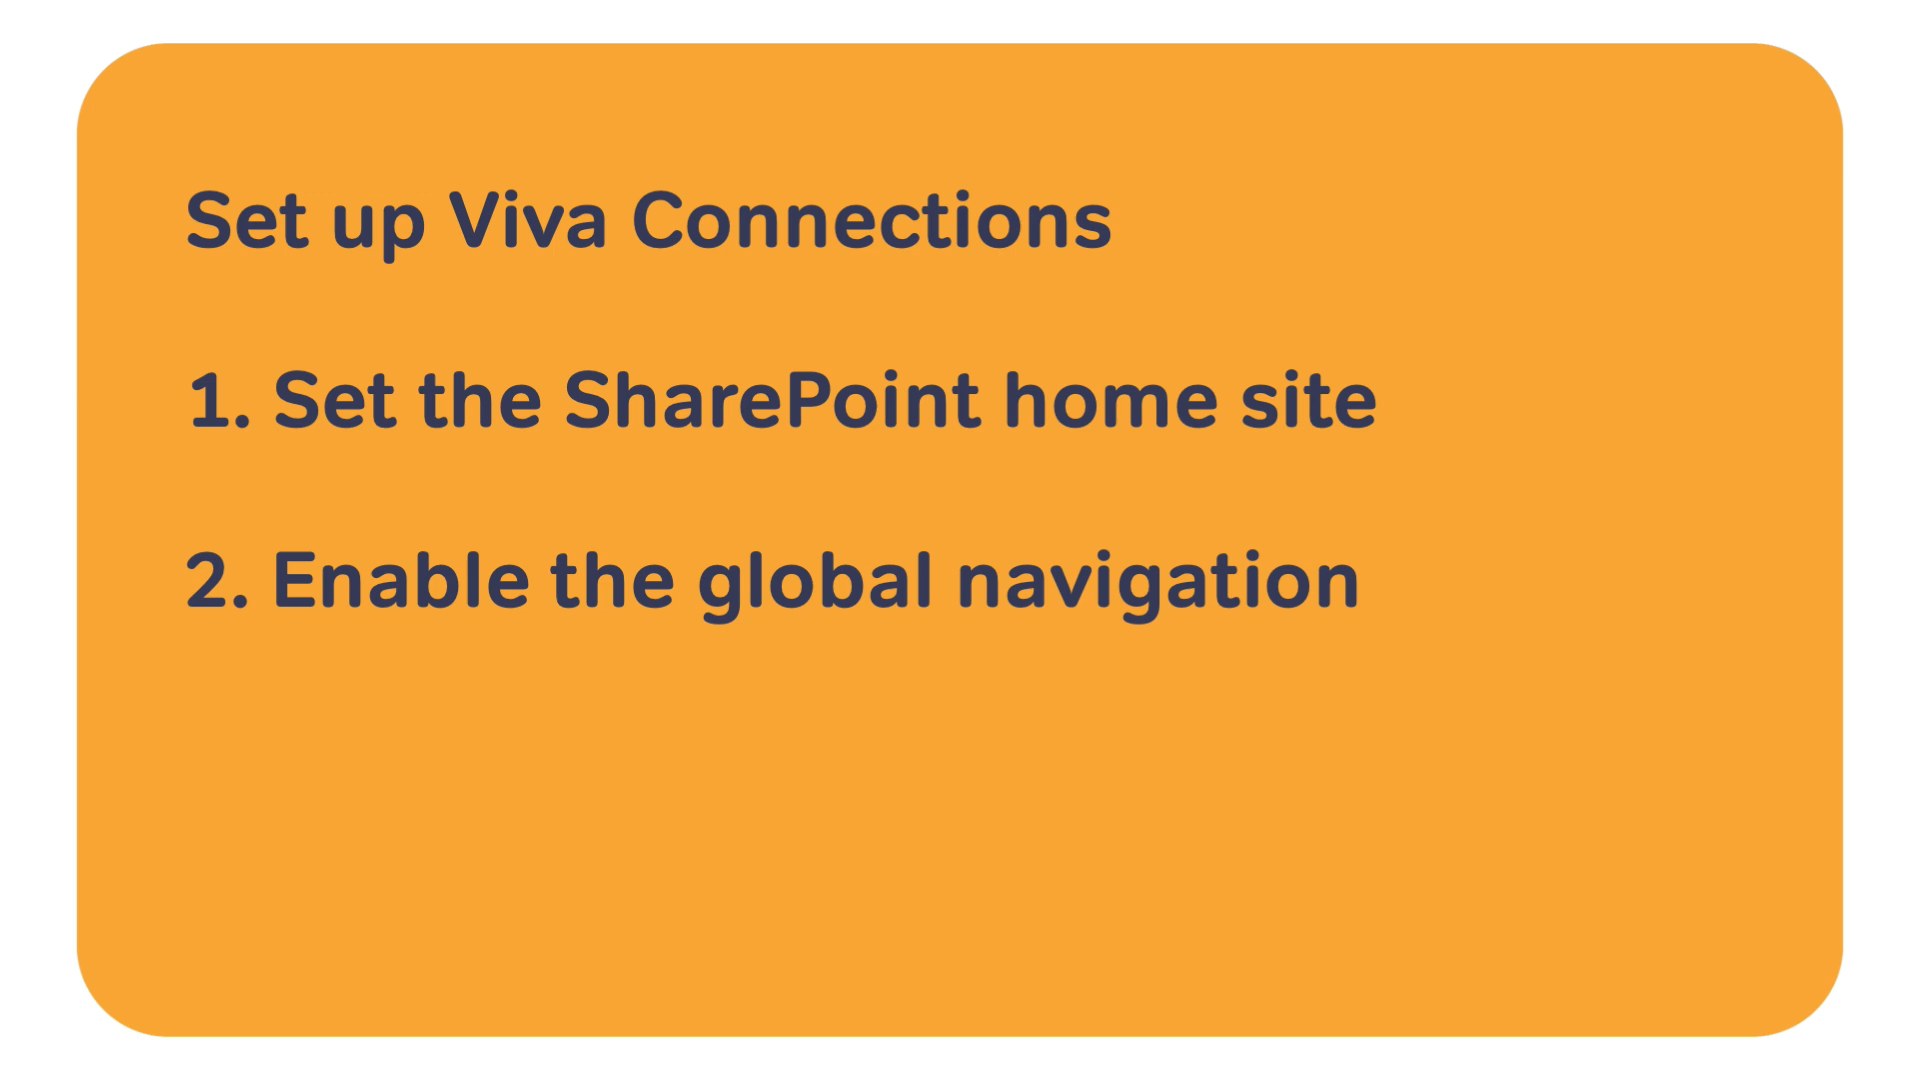 Set up Viva Connections
1. Set the SharePoint home site
2. Enable the global navigation